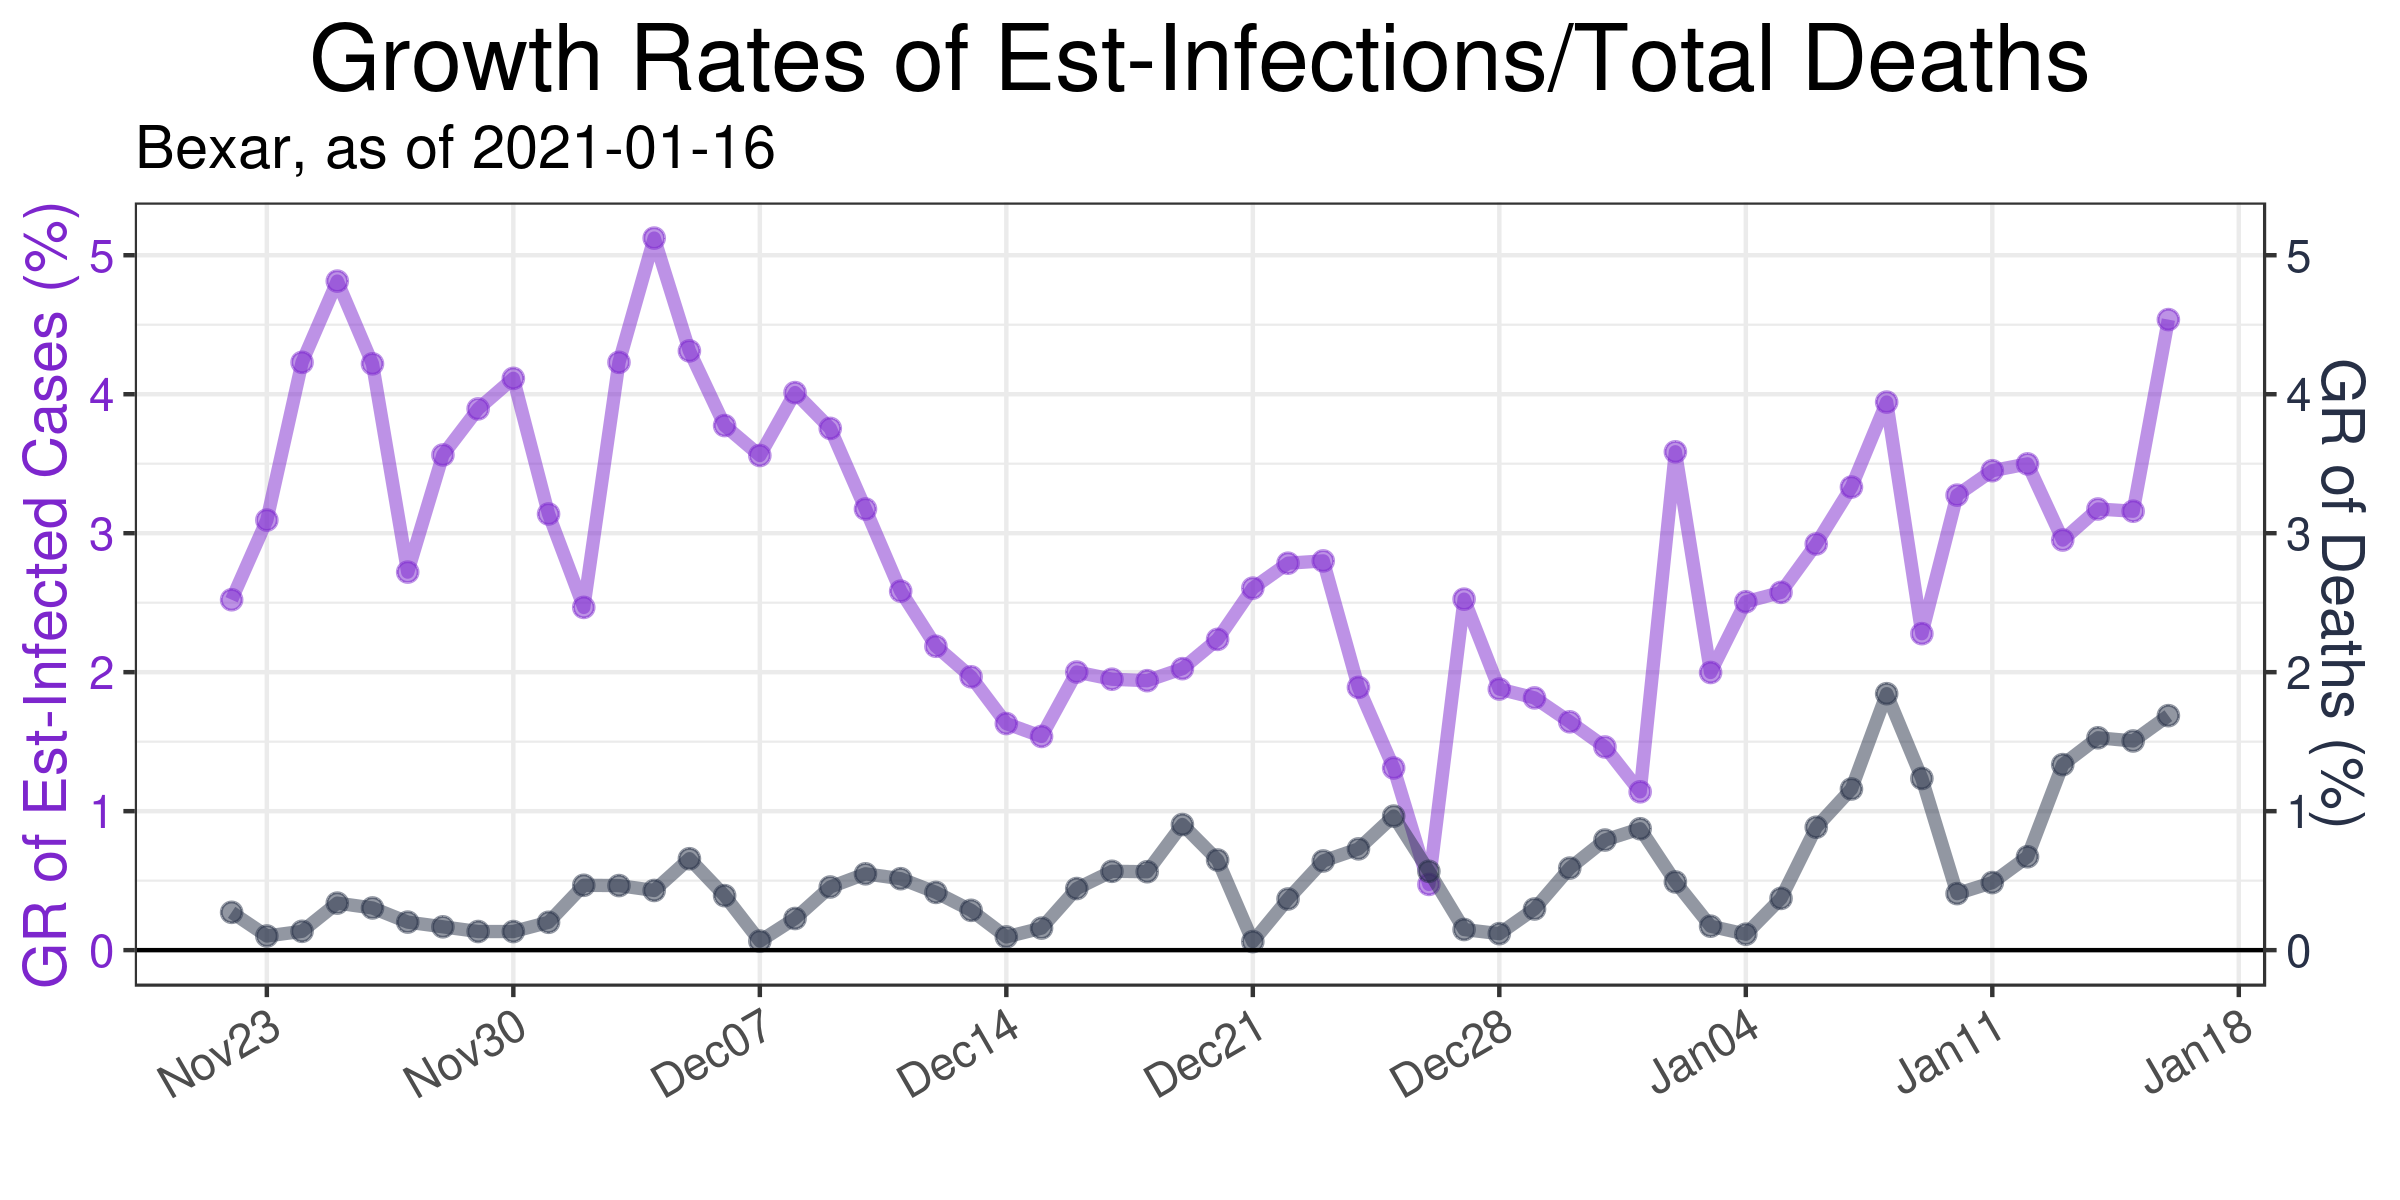 Growth Rates of Est-Infections/Total Deaths
Bexar, as of 2021-01-16
GR of Est-Infected Cases (%)
5
4
3
2
1
0
5
4
3
2
1
0
GR of Deaths (%)
Nov23
Nov30
Dec07
Dec14
Dec21
Dec28
Jan04
Jan11
Jan18